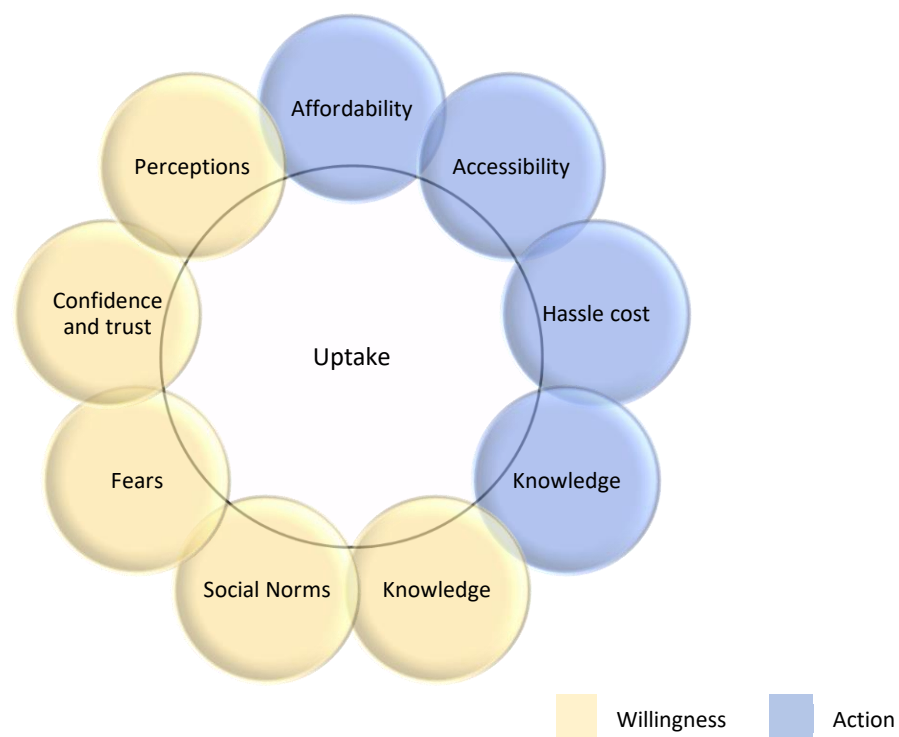 Affordability
Perceptions
Accessibility
Confidence
and trust
Hassle cost
Uptake
Fears
Knowledge
Social Norms
Knowledge
Willingness
Action